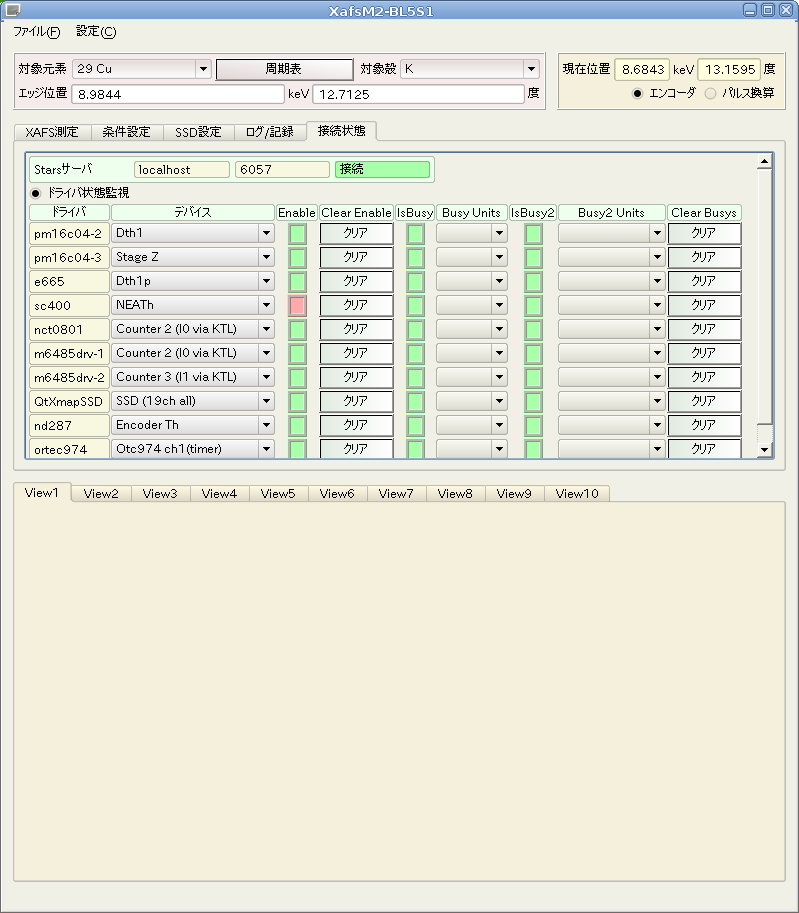 XafsM2-BL5S1
ファイル(F) 設定(C)
対象元素 29 Cu 周期表 対象殻 K 現在位置 8.6843 keV 13.1595 度
エッジ位置 8.9844 keV 12.7125 度 エンコーダ パルス換算
XAFS測定 条件設定 SSD設定 ログ/記録 接続状態
Starsサーバ localhost 6057 接続
ドライバ状態監視
ドライバ デバイス Enable Clear Enable IsBusy Busy Units IsBusy2 Busy2 Units Clear Busys
pm16c04-2 Dth1 クリア クリア
pm16c04-3 Stage Z クリア クリア
e665 Dth1p クリア クリア
sc400 NEATh クリア クリア
nct0801 Counter 2 (I0 via KTL) クリア クリア
m6485drv-1 Counter 2 (I0 via KTL) クリア クリア
m6485drv-2 Counter 3 (I1 via KTL) クリア クリア
QtXmapSSD SSD (19ch all) クリア クリア
nd287 Encoder Th クリア クリア
ortec974 Otc974 ch1(timer) クリア クリア
View1 View2 View3 View4 View5 View6 View7 View8 View9 View10